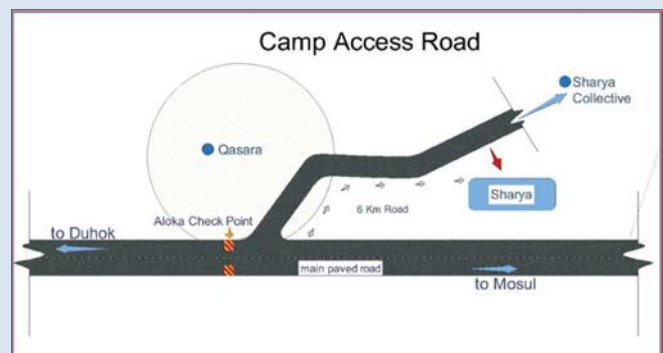 Camp Access Road
Sharya
Collective
Qasara
Sharya
6 Km Road
Aloka Check Point
to Duhok
main paved road
to Mosul